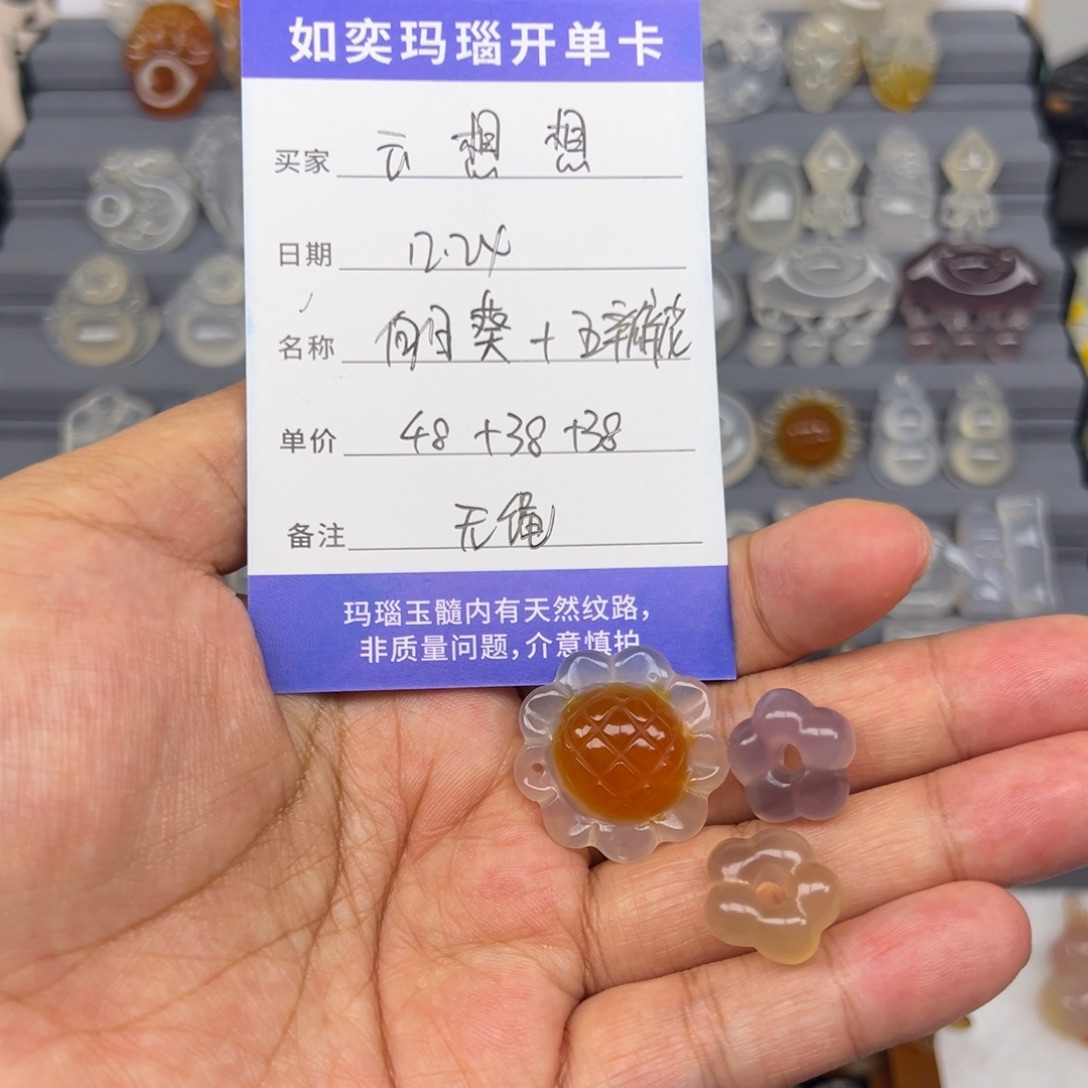 如奕玛瑙开单卡
买家 云想想
日期 12.24
名称 向日葵+五瓣花
单价 48+38+38
备注 无绳
玛瑙玉髓内有天然纹路，
非质量问题，介意慎拍